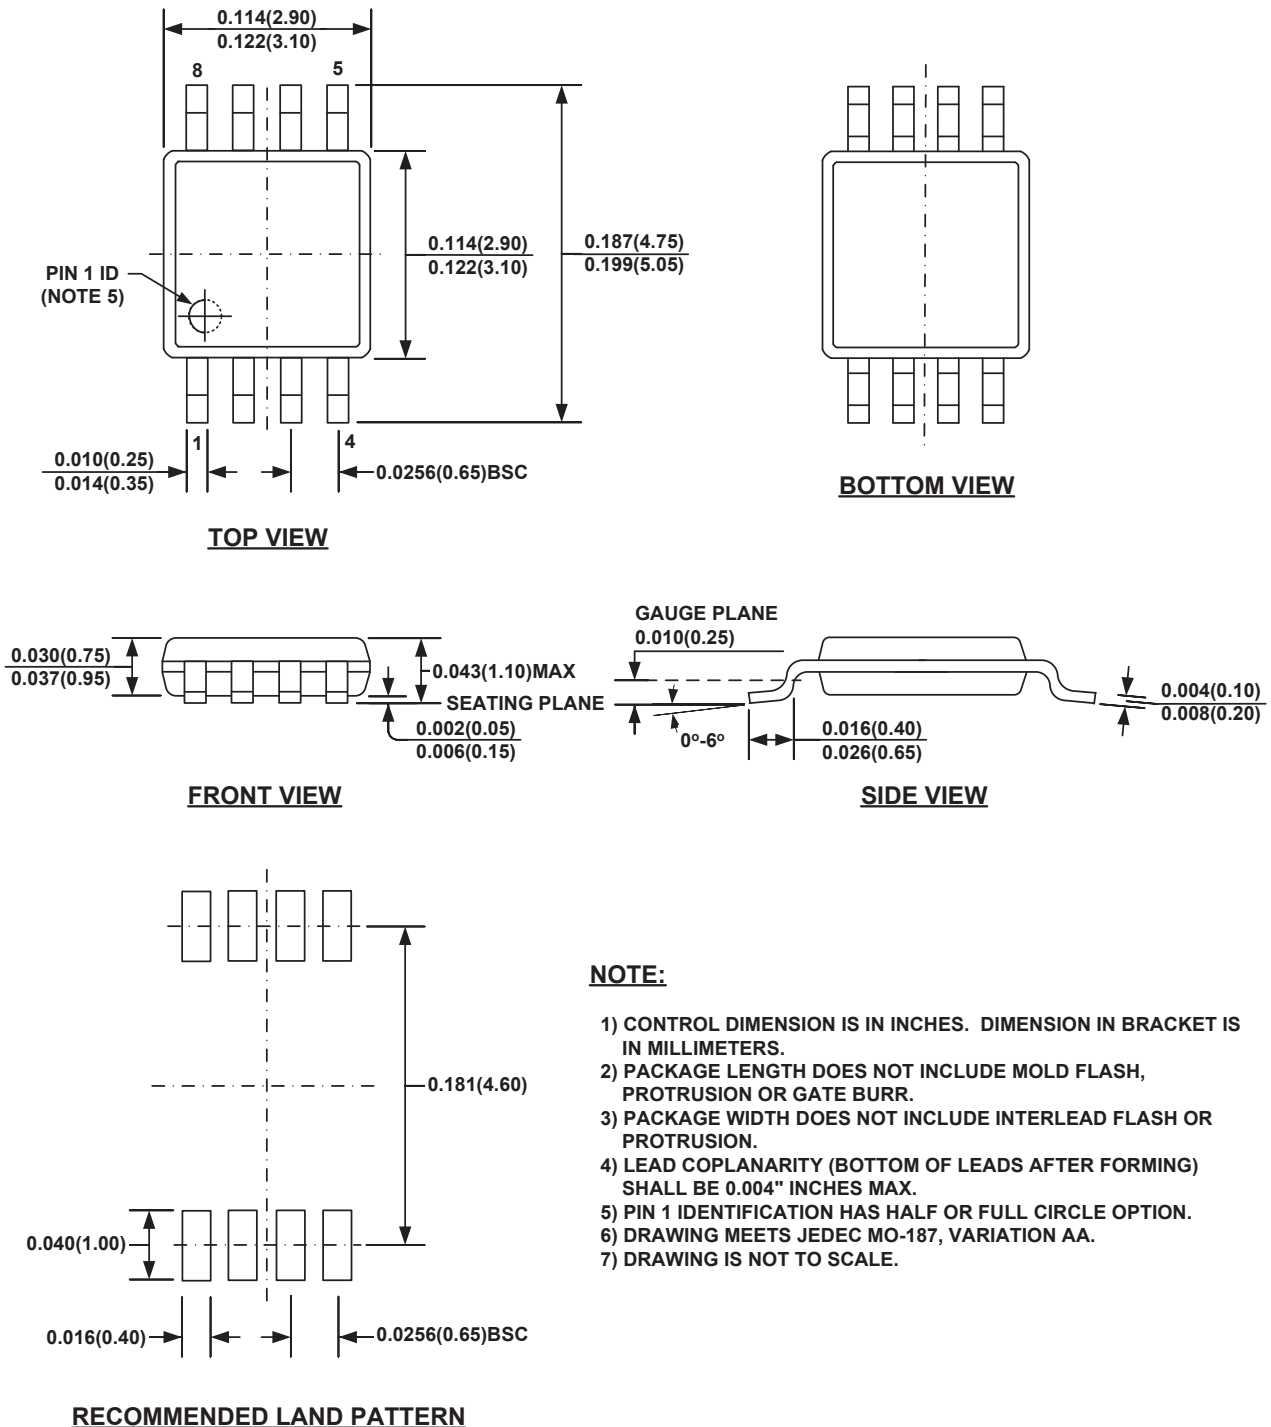 0.114(2.90)
0.122(3.10)
8
5
0.114(2.90)
0.122(3.10)
0.187(4.75)
0.199(5.05)
PIN 1 ID
(NOTE 5)
1
4
0.010(0.25)
0.014(0.35)
0.0256(0.65)BSC
TOP VIEW
BOTTOM VIEW
0.030(0.75)
0.037(0.95)
0.043(1.10)MAX
SEATING PLANE
0.002(0.05)
0.006(0.15)
FRONT VIEW
GAUGE PLANE
0.010(0.25)
0º-6º
0.016(0.40)
0.026(0.65)
0.004(0.10)
0.008(0.20)
SIDE VIEW
0.181(4.60)
0.040(1.00)
0.016(0.40)
0.0256(0.65)BSC
RECOMMENDED LAND PATTERN
NOTE:
1) CONTROL DIMENSION IS IN INCHES. DIMENSION IN BRACKET IS
IN MILLIMETERS.
2) PACKAGE LENGTH DOES NOT INCLUDE MOLD FLASH,
PROTRUSION OR GATE BURR.
3) PACKAGE WIDTH DOES NOT INCLUDE INTERLEAD FLASH OR
PROTRUSION.
4) LEAD COPLANARITY (BOTTOM OF LEADS AFTER FORMING)
SHALL BE 0.004" INCHES MAX.
5) PIN 1 IDENTIFICATION HAS HALF OR FULL CIRCLE OPTION.
6) DRAWING MEETS JEDEC MO-187, VARIATION AA.
7) DRAWING IS NOT TO SCALE.